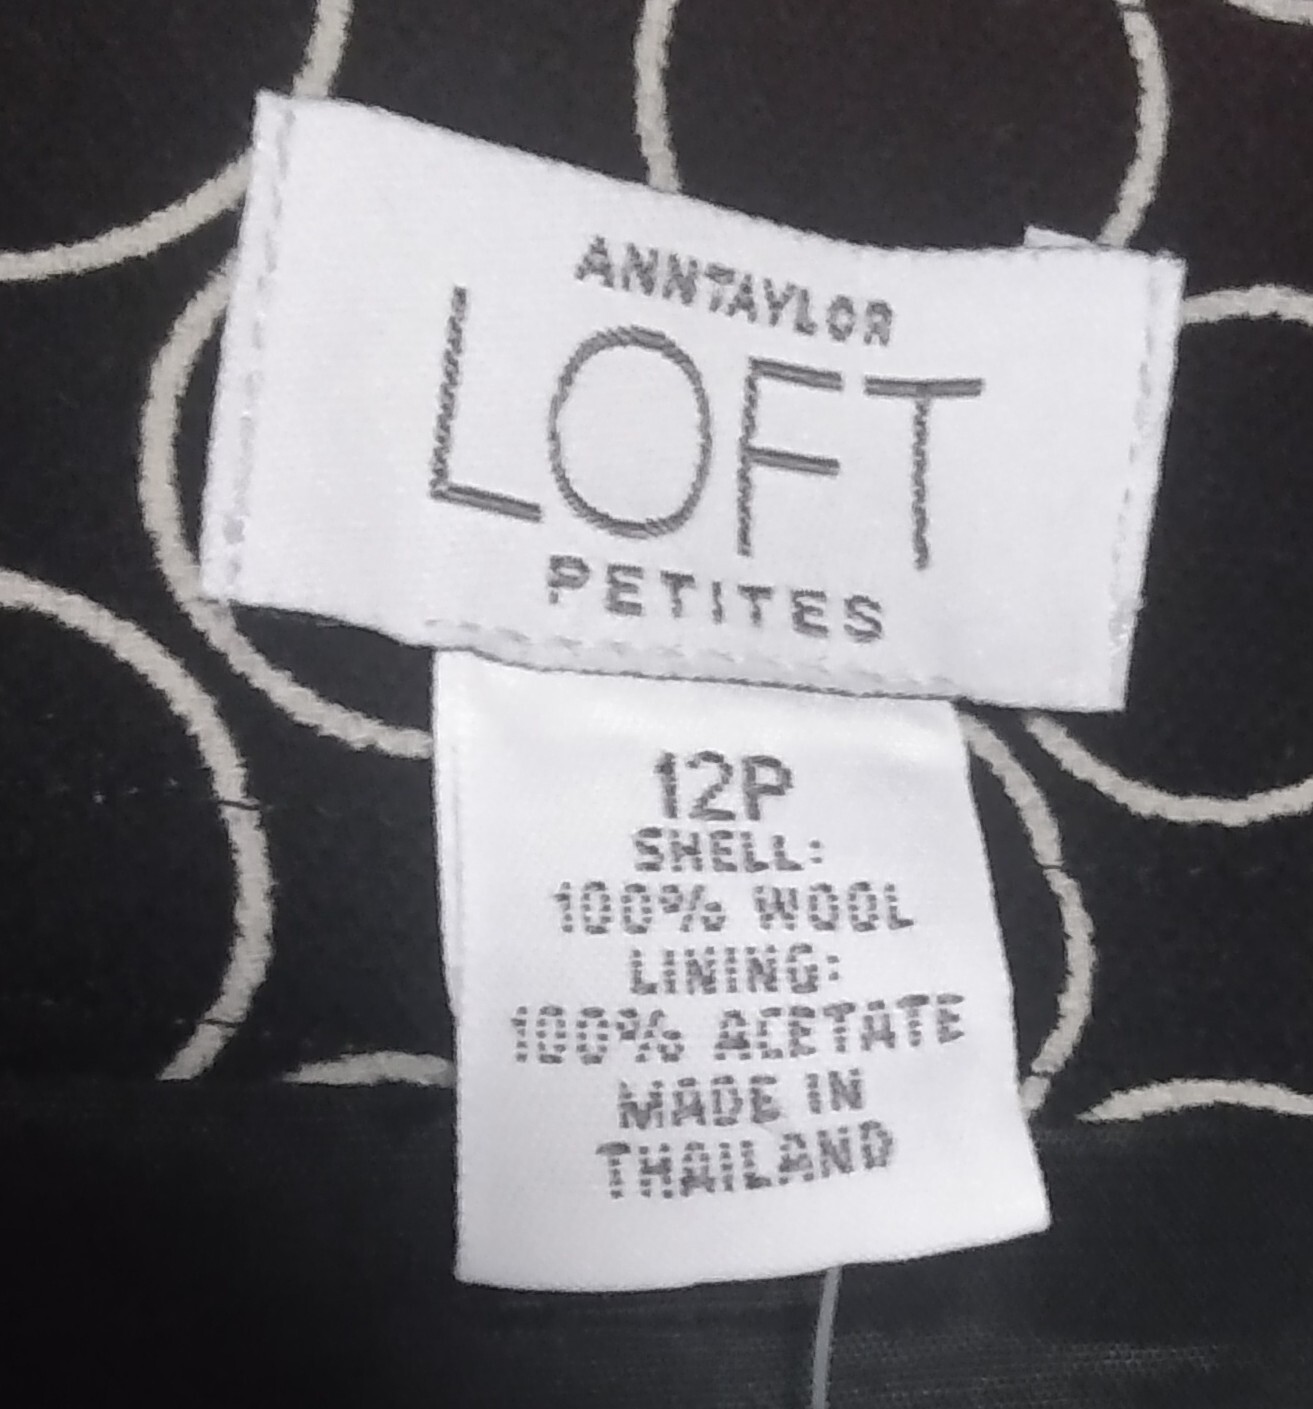 ANNTAYLOR
LOFT
PETITES
12P
SHELL:
100% WOOL
LINING:
100% ACETATE
MADE IN
THAILAND